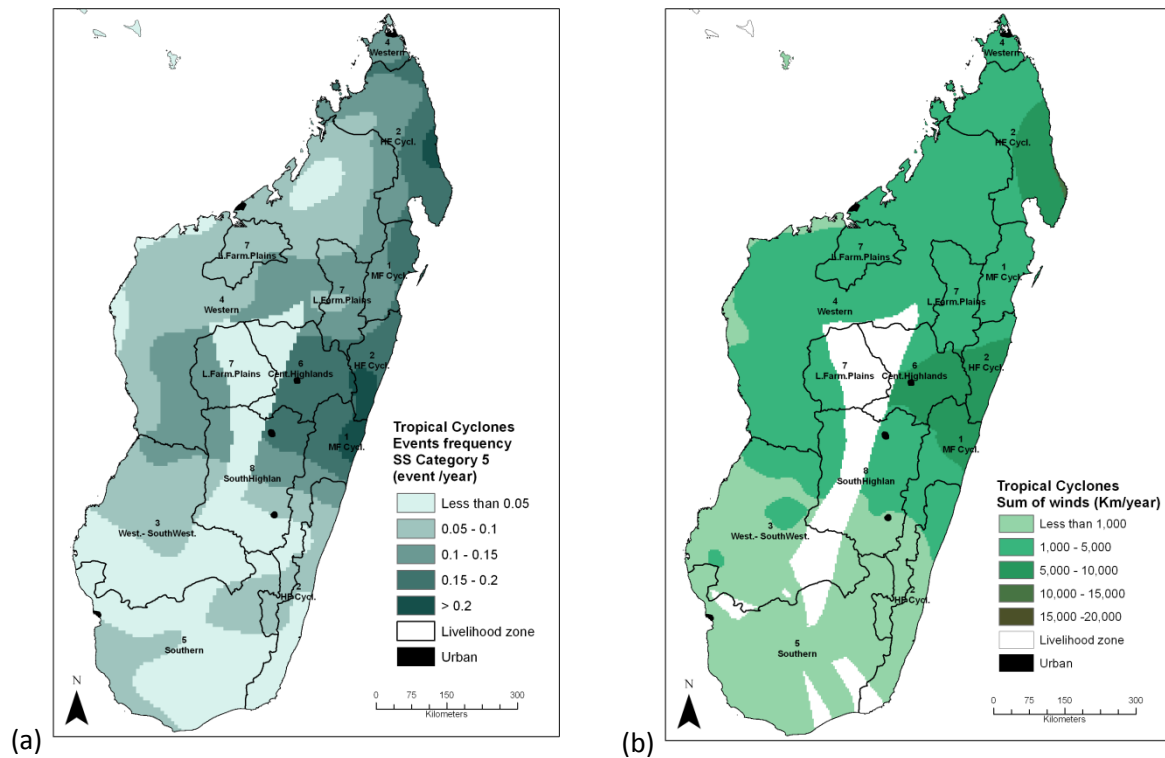 4
Western
2
HF Cycl.
7
L.Farm.Plains
1
MF Cycl.
7
L.Farm.Plains
4
Western
2
HF Cycl.
7
L.Farm.Plains
6
Cent.Highlands
1
MF Cycl.
8
SouthHighlan
3
West.- SouthWest.
2
HF Cycl.
5
Southern
Tropical Cyclones
Events frequency
SS Category 5
(event /year)
Less than 0.05
0.05 - 0.1
0.1 - 0.15
0.15 - 0.2
> 0.2
Livelihood zone
Urban
N
0 75 150 300
Kilometers
(a)
4
Western
2
HF Cycl.
7
L.Farm.Plains
1
MF Cycl.
7
L.Farm.Plains
4
Western
2
HF Cycl.
7
L.Farm.Plains
6
Cent.Highlands
1
MF Cycl.
8
SouthHighlan
3
West.- SouthWest.
2
HF Cycl.
5
Southern
Tropical Cyclones
Sum of winds (Km/year)
Less than 1,000
1,000 - 5,000
5,000 - 10,000
10,000 - 15,000
15,000 -20,000
Livelihood zone
Urban
N
0 75 150 300
Kilometers
(b)